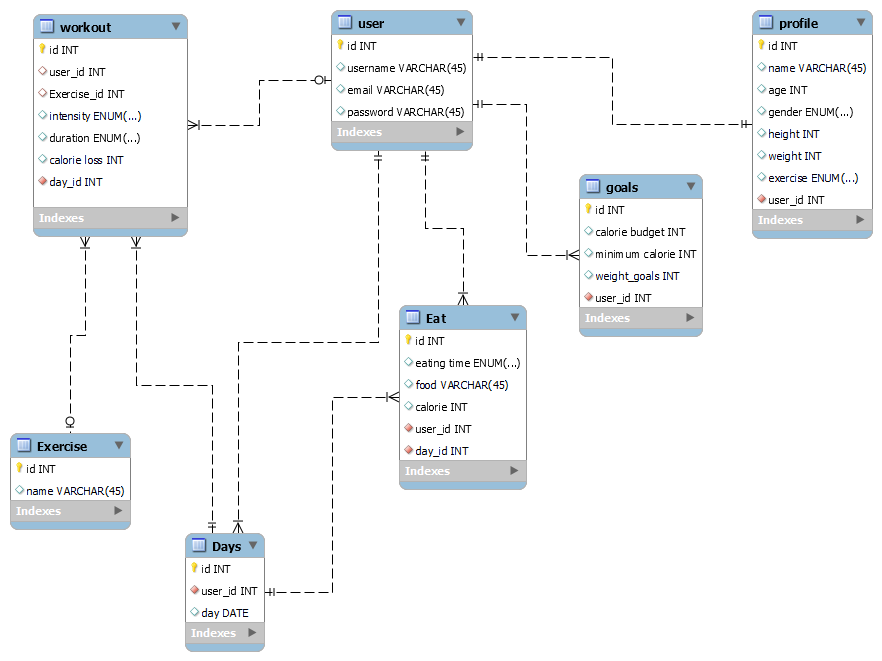 workout
id INT
user_id INT
Exercise_id INT
intensity ENUM(...)
duration ENUM(...)
calorie loss INT
day_id INT
Indexes
user
id INT
username VARCHAR(45)
email VARCHAR(45)
password VARCHAR(45)
Indexes
profile
id INT
name VARCHAR(45)
age INT
gender ENUM(...)
height INT
weight INT
exercise ENUM(...)
user_id INT
Indexes
goals
id INT
calorie budget INT
minimum calorie INT
weight_goals INT
user_id INT
Indexes
Eat
id INT
eating time ENUM(...)
food VARCHAR(45)
calorie INT
user_id INT
day_id INT
Indexes
Exercise
id INT
name VARCHAR(45)
Indexes
Days
id INT
user_id INT
day DATE
Indexes